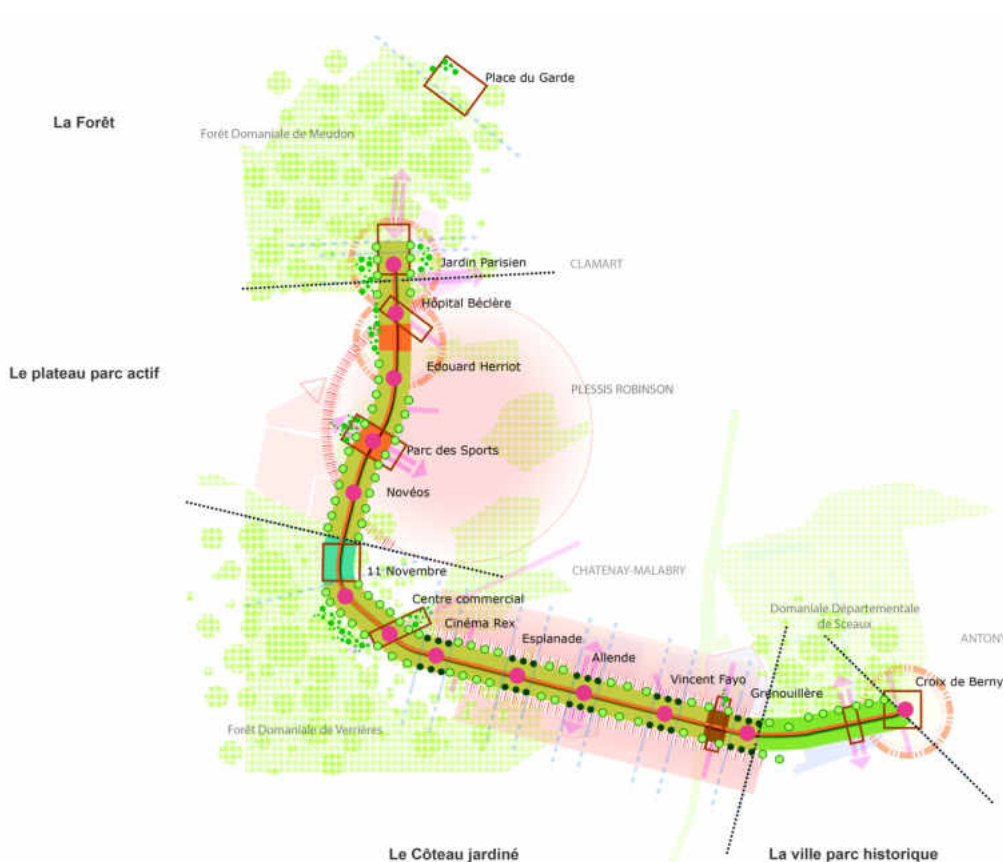 Place du Garde
La Forêt
Forêt Domaniale de Meudon
Jardin Parisien
CLAMART
Hôpital Béclère
Edouard Herriot
Le plateau parc actif
PLESSIS ROBINSON
Parc des Sports
Novéos
11 Novembre
CHATENAY-MALABRY
Centre commercial
Cinéma Rex
Domaniale Départementale
de Sceaux
Esplanade
ANTONY
Allende
Vincent Fayo
Croix de Berny
Grenouillère
Forêt Domaniale de Verrières
Le Côteau jardiné
La ville parc historique